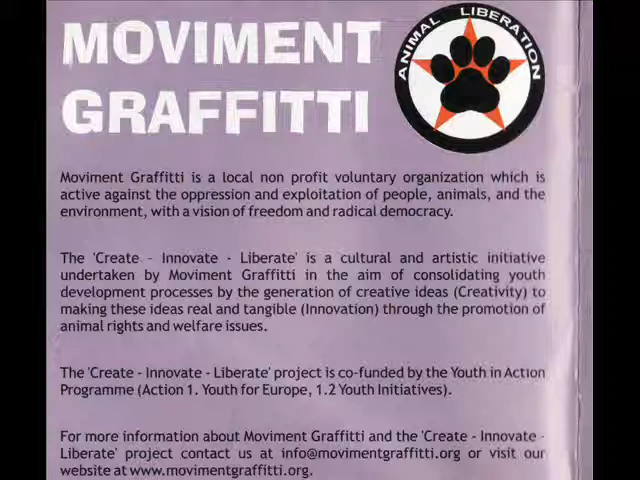 MOVIMENT
GRAFFITTI
ANIMAL LIBERATION
Moviment Graffitti is a local non profit voluntary organization which is
active against the oppression and exploitation of people, animals, and the
environment, with a vision of freedom and radical democracy.
The 'Create - Innovate - Liberate' is a cultural and artistic initiative
undertaken by Moviment Graffitti in the aim of consolidating youth
development processes by the generation of creative ideas (Creativity) to
making these ideas real and tangible (Innovation) through the promotion of
animal rights and welfare issues.
The 'Create - Innovate - Liberate' project is co-funded by the Youth in Action
Programme (Action 1. Youth for Europe, 1.2 Youth Initiatives).
For more information about Moviment Graffitti and the 'Create - Innovate -
Liberate' project contact us at info@movimentgraffitti.org or visit our
website at www.movimentgraffitti.org.